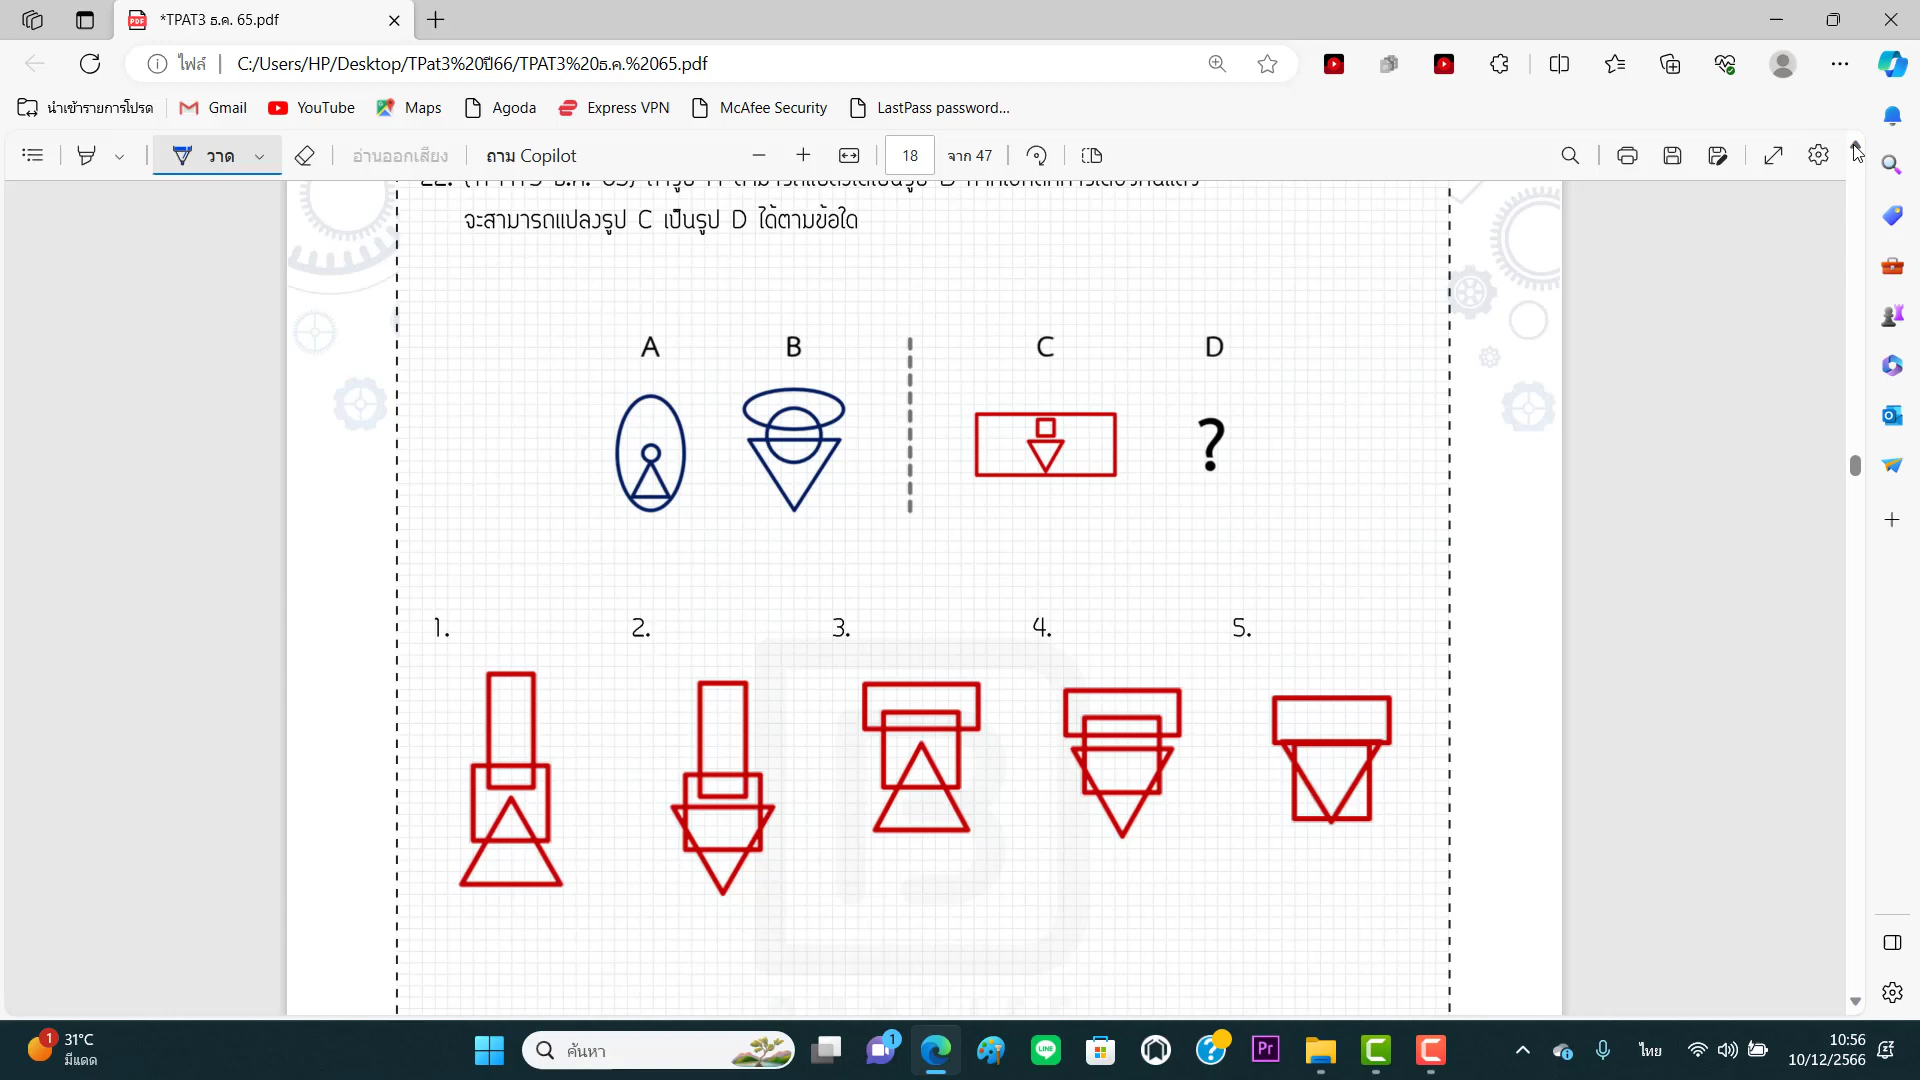 *TPAT3 ธ.ค. 65.pdf
ไฟล์ C:/Users/HP/Desktop/TPat3%20ปี66/TPAT3%20ธ.ค.%2065.pdf
นำเข้ารายการโปรด Gmail YouTube Maps Agoda Express VPN McAfee Security LastPass password...
วาด อ่านออกเสียง ถาม Copilot 18 จาก 47
จะสามารถแปลงรูป C เป็นรูป D ได้ตามข้อใด
A B C D
?
1. 2. 3. 4. 5.
1 31°C
มีแดด
ค้นหา
1
Pr
LINE
ไทย
10:56
10/12/2566